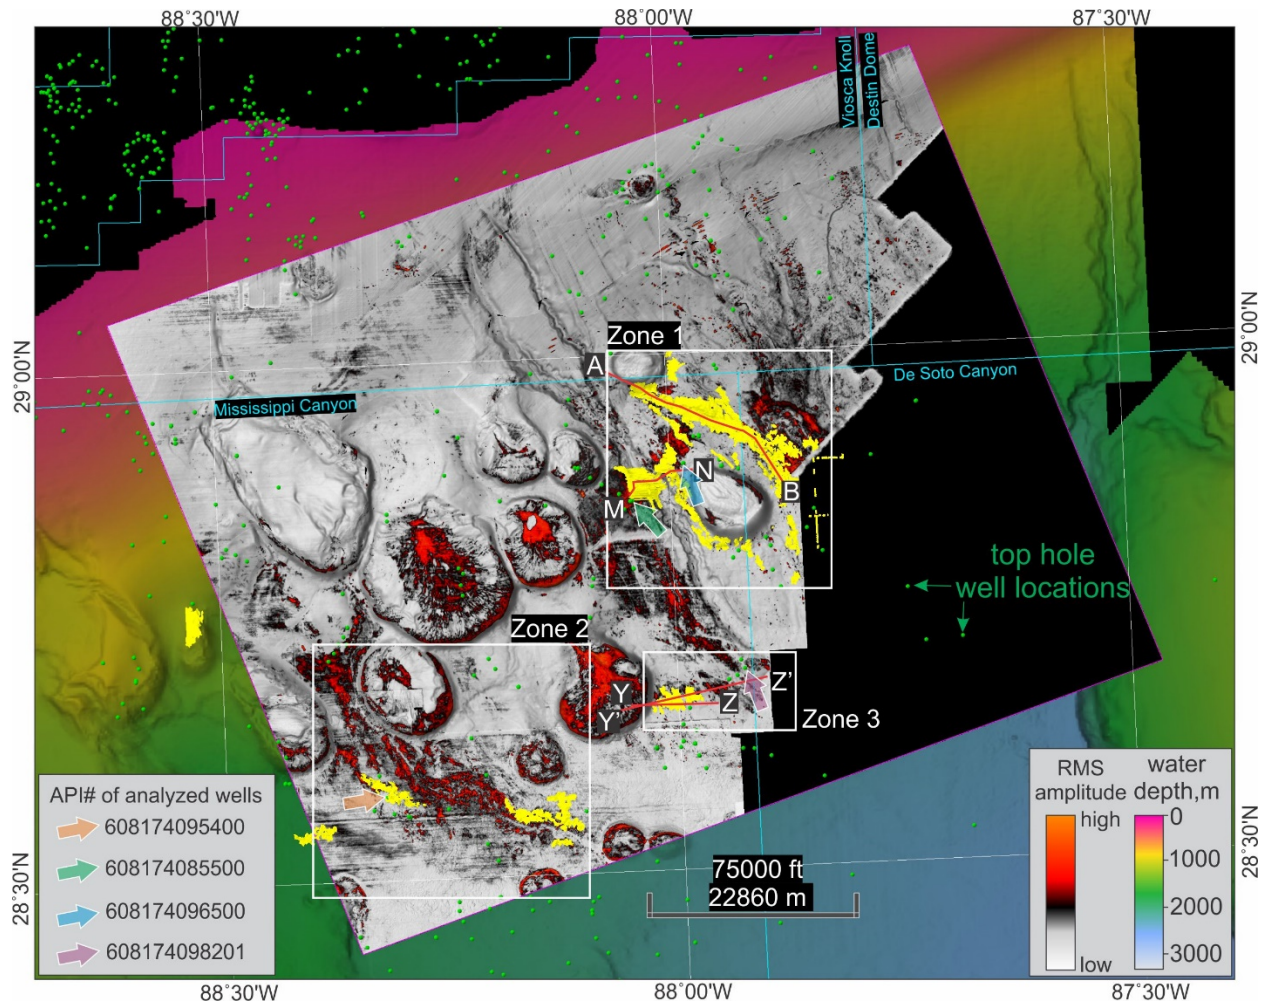 88°30'W
88°00'W
87°30'W
Viosca Knoll
Destin Dome
29°00'N
29°00'N
Zone 1
A
De Soto Canyon
Mississippi Canyon
N
B
M
top hole
well locations
Zone 2
Y
Z'
Z
Y'
Zone 3
API# of analyzed wells
608174095400
608174085500
608174096500
608174098201
75000 ft
22860 m
RMS
amplitude
high
low
water
depth,m
0
1000
2000
3000
28°30'N
28°30'N
88°30'W
88°00'W
87°30'W